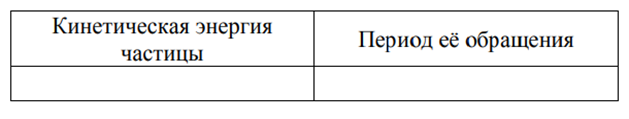 Кинетическая энергия
частицы
Период её обращения